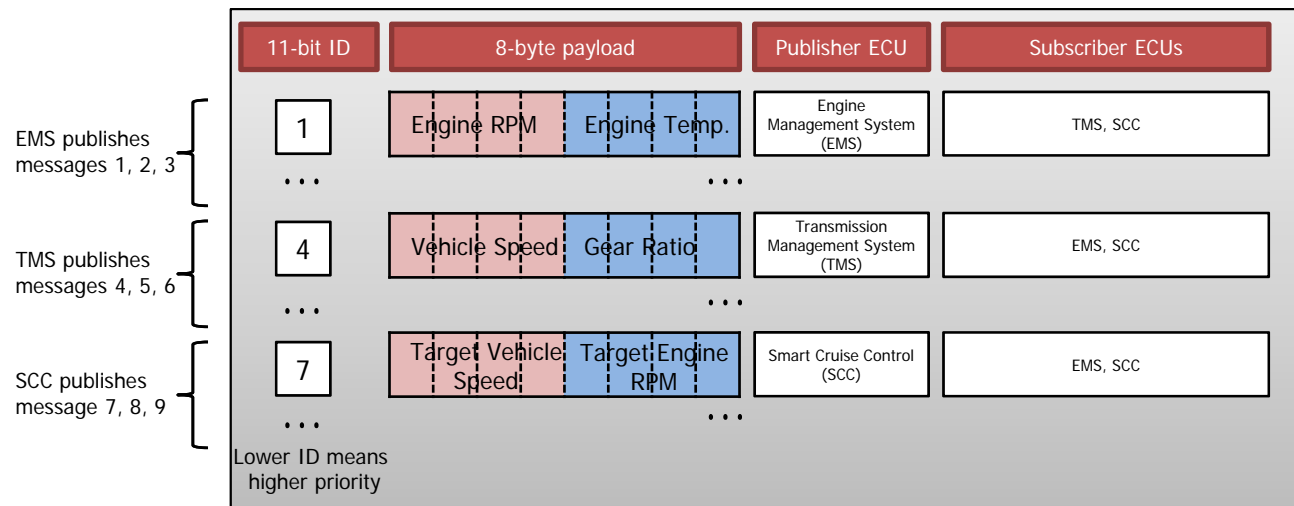 11-bit ID
8-byte payload
Publisher ECU
Subscriber ECUs
EMS publishes
messages 1, 2, 3
1
Engine RPM
Engine Temp.
Engine
Management System
(EMS)
TMS, SCC
...
...
TMS publishes
messages 4, 5, 6
4
Vehicle Speed
Gear Ratio
Transmission
Management System
(TMS)
EMS, SCC
...
...
SCC publishes
message 7, 8, 9
7
Target Vehicle
Speed
Target Engine
RPM
Smart Cruise Control
(SCC)
EMS, SCC
...
...
Lower ID means
higher priority